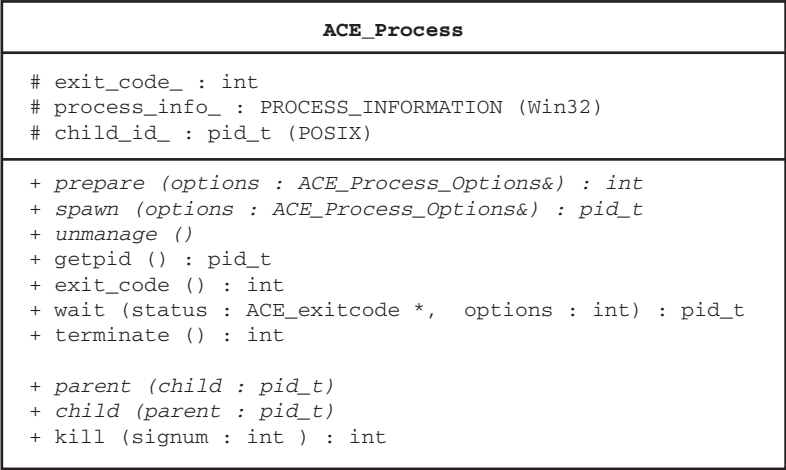 ACE_Process
# exit_code_ : int
# process_info_ : PROCESS_INFORMATION (Win32)
# child_id_ : pid_t (POSIX)
+ prepare (options : ACE_Process_Options&) : int
+ spawn (options : ACE_Process_Options&) : pid_t
+ unmanage ()
+ getpid () : pid_t
+ exit_code () : int
+ wait (status : ACE_exitcode *, options : int) : pid_t
+ terminate () : int
+ parent (child : pid_t)
+ child (parent : pid_t)
+ kill (signum : int ) : int